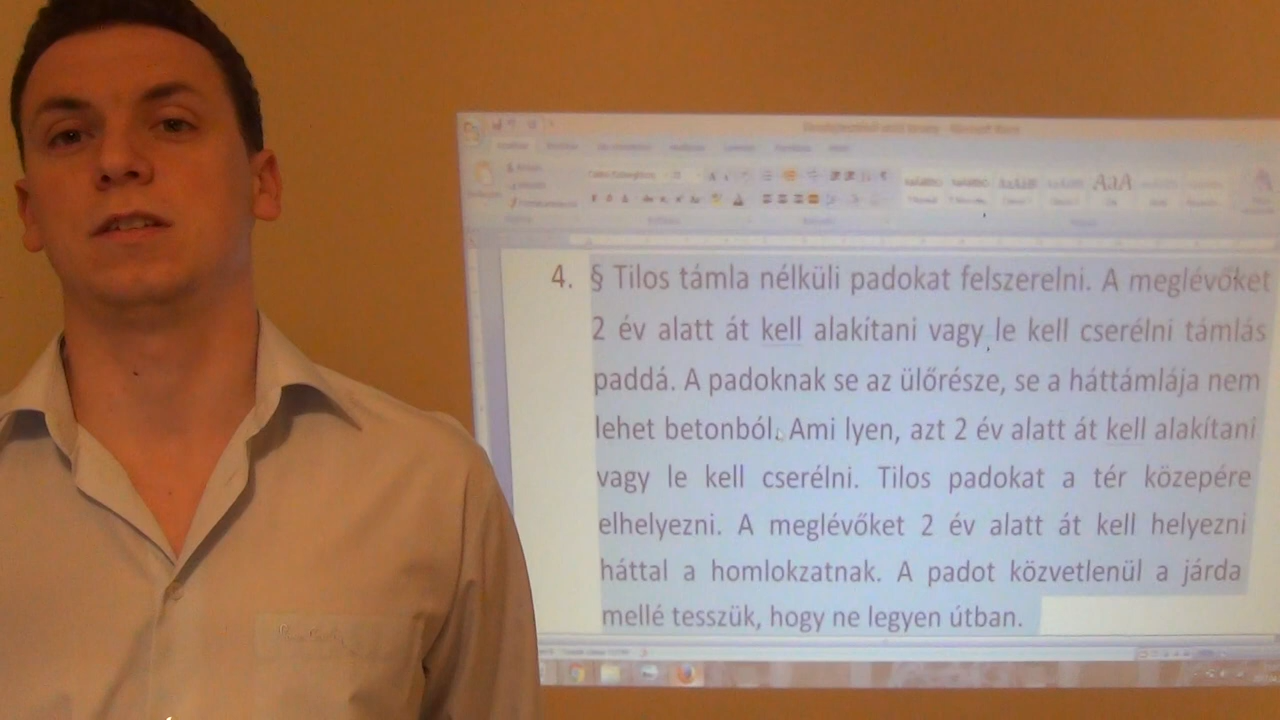 4. § Tilos támla nélküli padokat felszerelni. A meglévőket
2 év alatt át kell alakítani vagy le kell cserélni támlás
paddá. A padoknak se az ülőrésze, se a háttámlája nem
lehet betonból. Ami lyen, azt 2 év alatt át kell alakítani
vagy le kell cserélni. Tilos padokat a tér közepére
elhelyezni. A meglévőket 2 év alatt át kell helyezni
háttal a homlokzatnak. A padot közvetlenül a járda
mellé tesszük, hogy ne legyen útban.